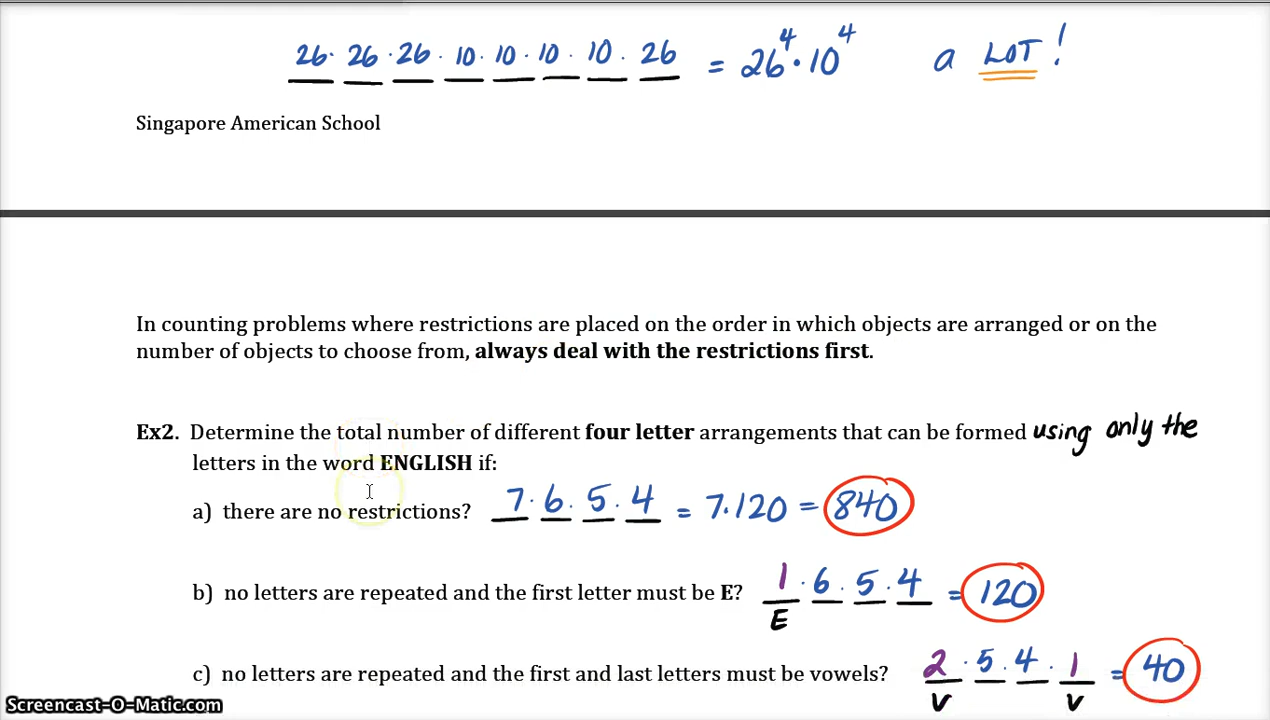 26· 26 ·26 · 10 · 10 · 10 · 10 · 26 = 26⁴·10⁴ a LOT!
Singapore American School
In counting problems where restrictions are placed on the order in which objects are arranged or on the
number of objects to choose from, always deal with the restrictions first.
Ex2. Determine the total number of different four letter arrangements that can be formed using only the
letters in the word ENGLISH if:
a) there are no restrictions? 7 · 6 · 5 · 4 = 7·120 = 840
b) no letters are repeated and the first letter must be E? 1 · 6 · 5 · 4 = 120
E
c) no letters are repeated and the first and last letters must be vowels? 2 · 5 · 4 · 1 = 40
V V
Screencast-O-Matic.com